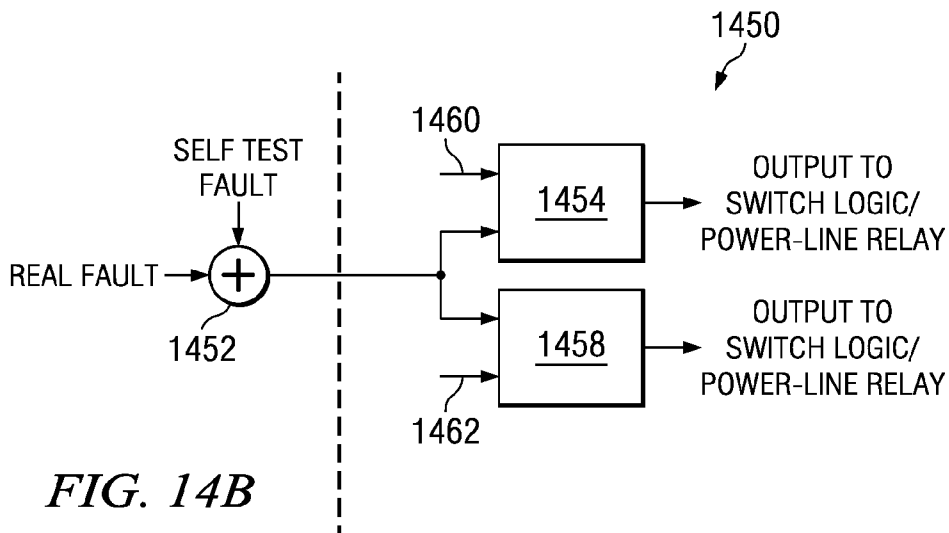 1450
1460
SELF TEST
FAULT
1454
OUTPUT TO
SWITCH LOGIC/
POWER-LINE RELAY
REAL FAULT
+
1452
1458
OUTPUT TO
SWITCH LOGIC/
POWER-LINE RELAY
1462
FIG. 14B